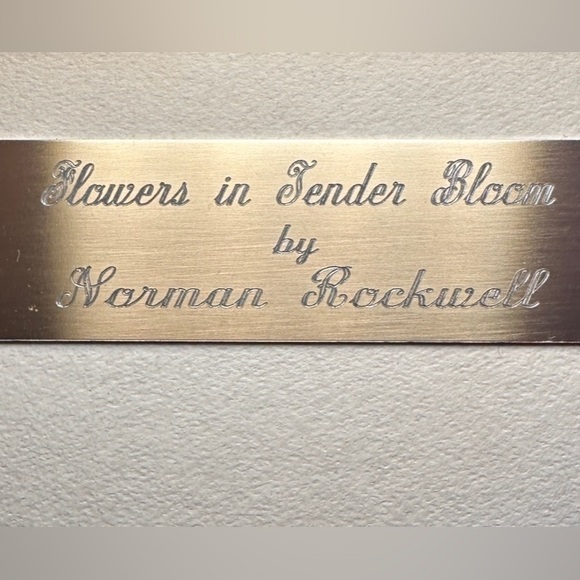 Flowers in Tender Bloom
by
Norman Rockwell